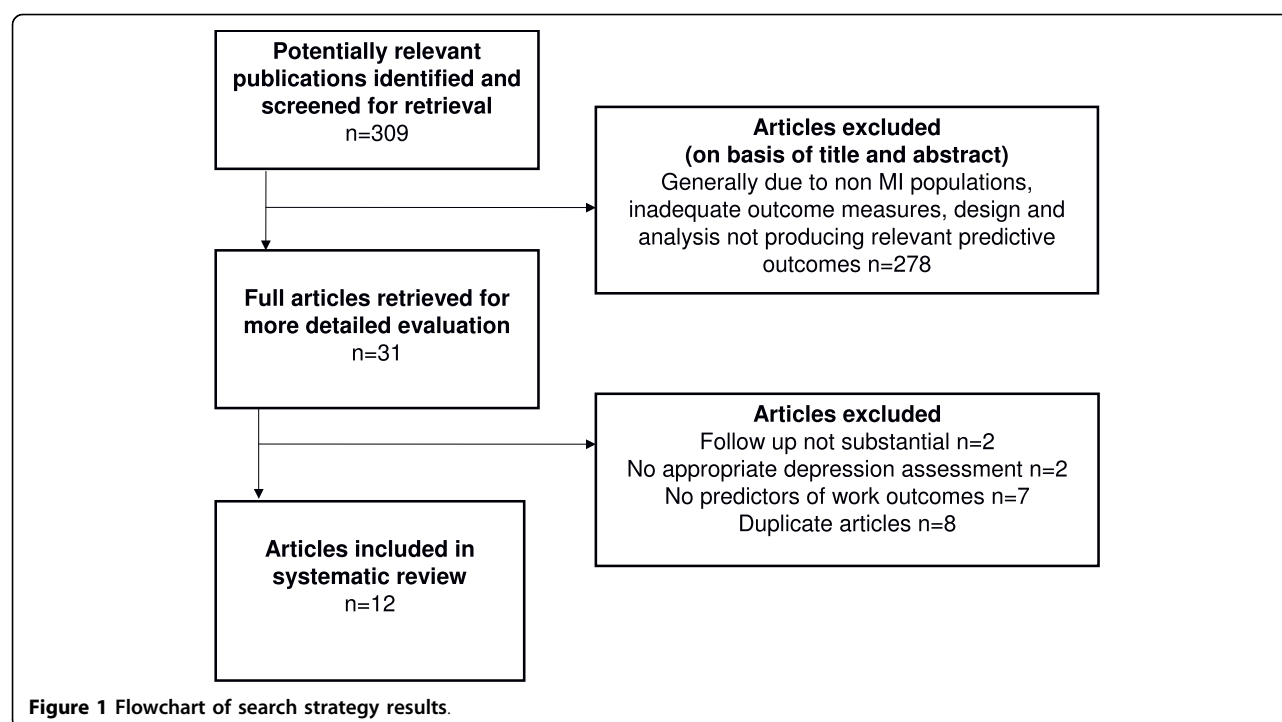 Potentially relevant
publications identified and
screened for retrieval
n=309
Articles excluded
(on basis of title and abstract)
Generally due to non MI populations,
inadequate outcome measures, design and
analysis not producing relevant predictive
outcomes n=278
Full articles retrieved for
more detailed evaluation
n=31
Articles excluded
Follow up not substantial n=2
No appropriate depression assessment n=2
No predictors of work outcomes n=7
Duplicate articles n=8
Articles included in
systematic review
n=12
Figure 1 Flowchart of search strategy results.